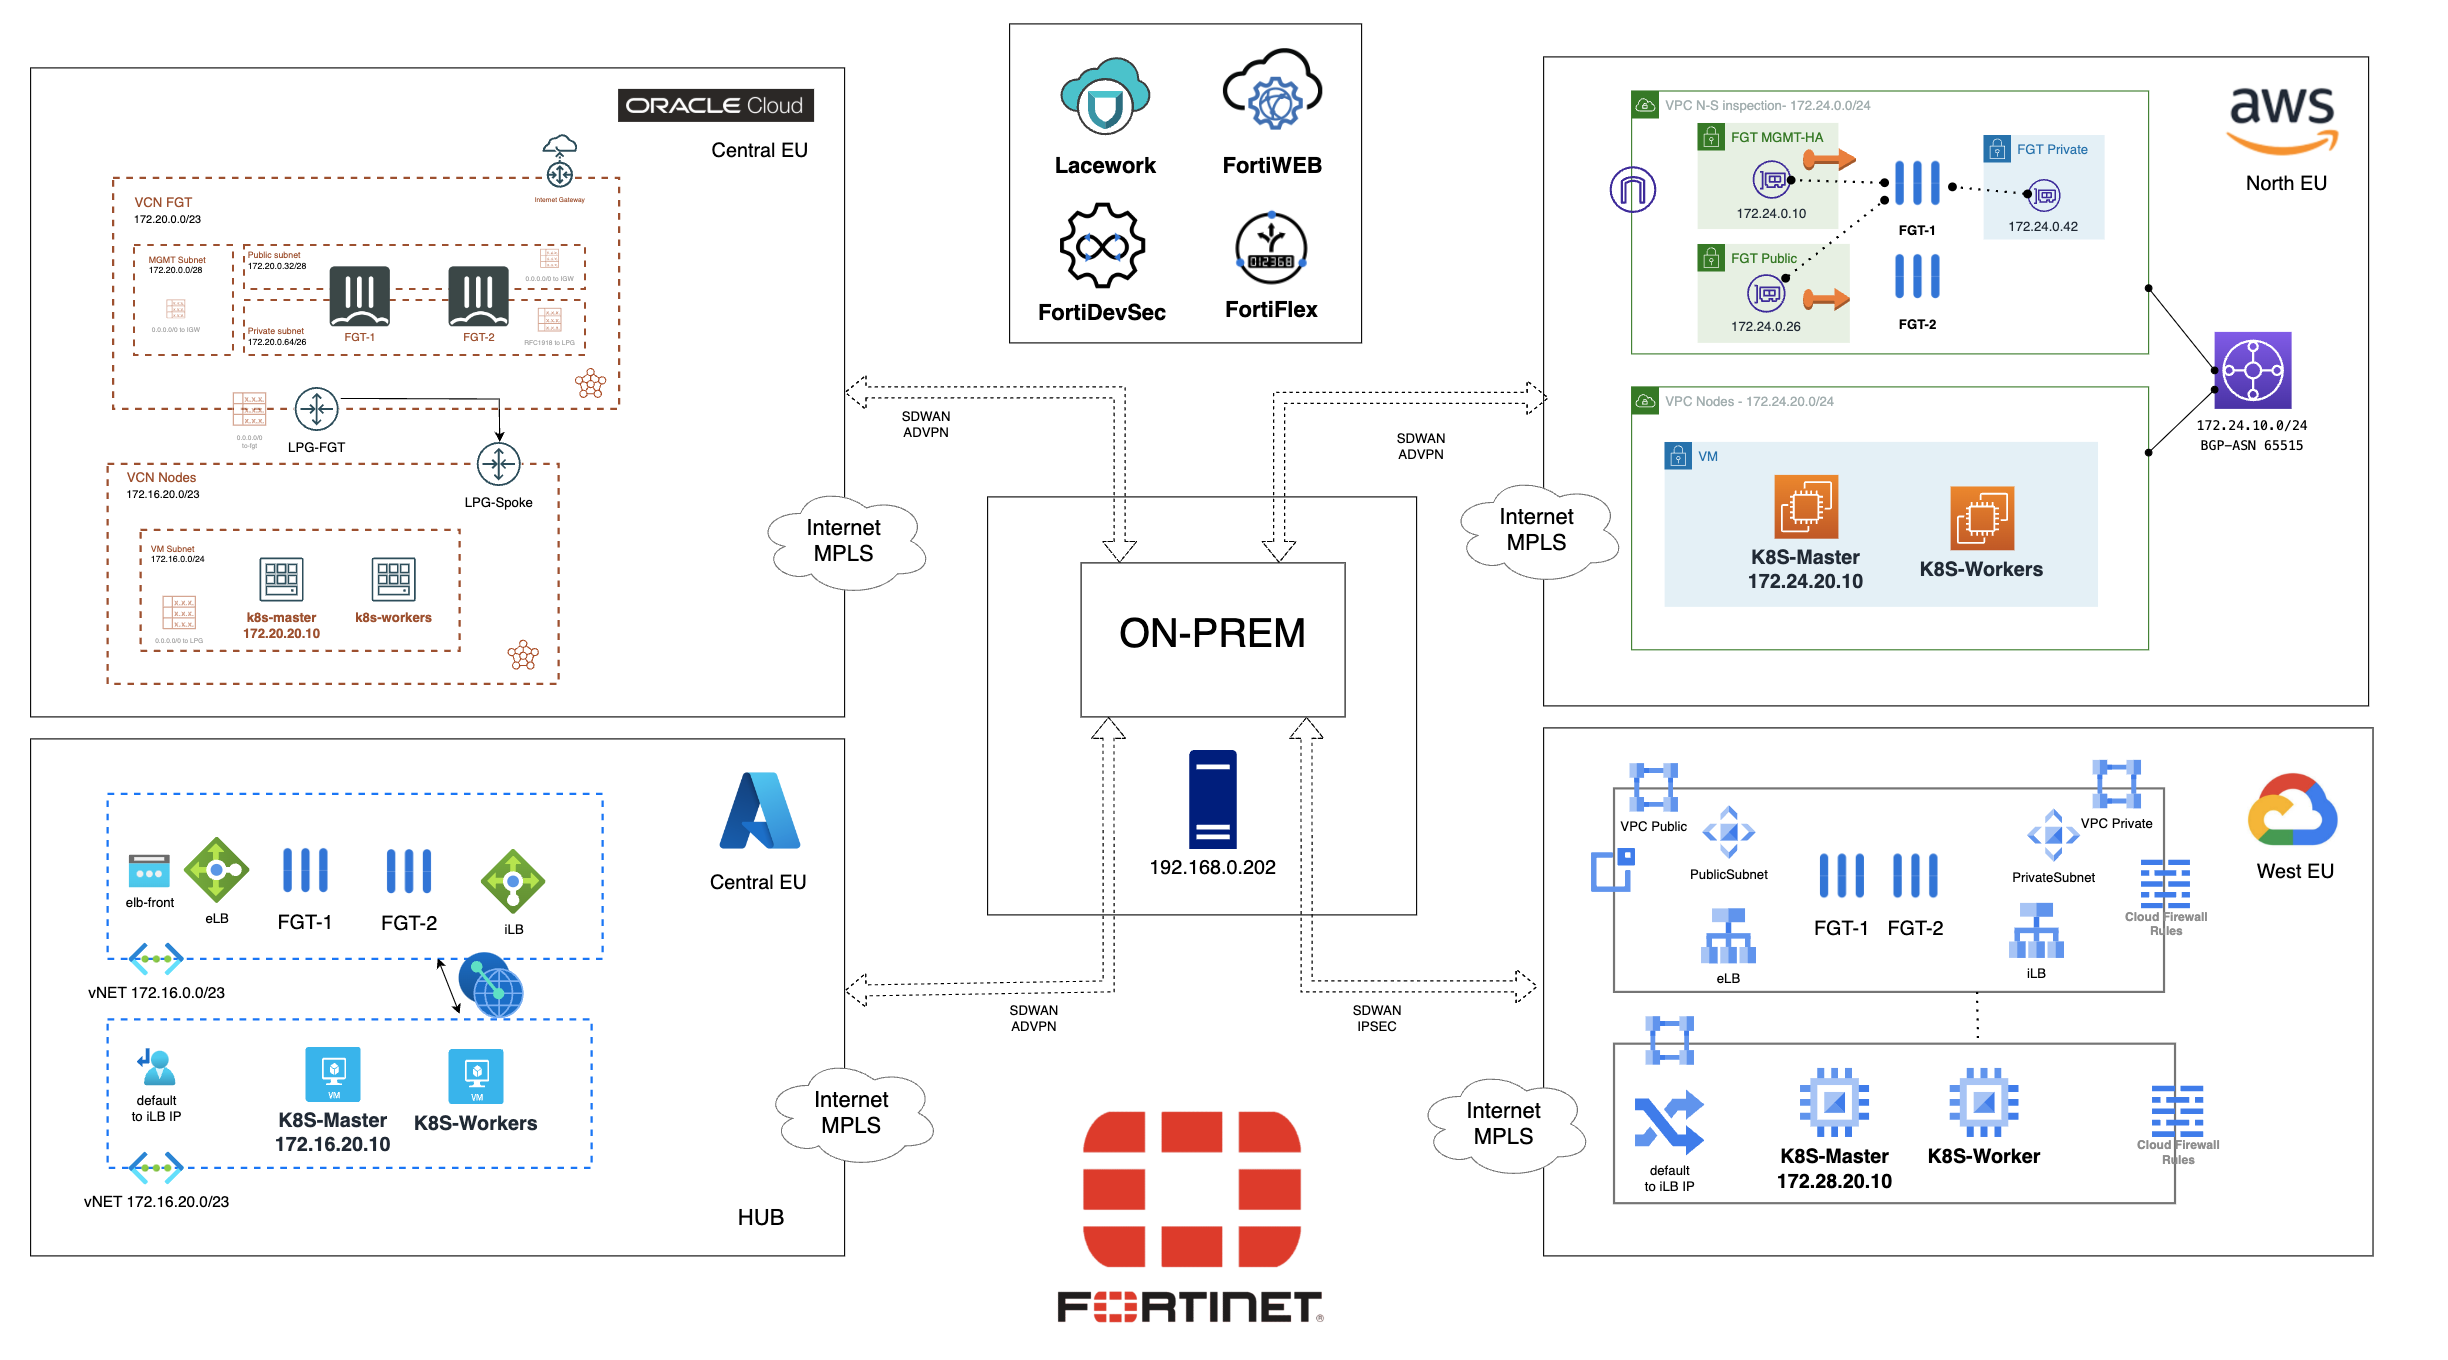 ORACLE Cloud
Central EU
Internet Gateway
VCN FGT
172.20.0.0/23
MGMT Subnet
172.20.0.0/28
0.0.0.0/0 to IGW
Public subnet
172.20.0.32/28
0.0.0.0/0 to IGW
Private subnet
172.20.0.64/26
FGT-1
FGT-2
RFC1918 to LPG
0.0.0.0/0
to-fgt
LPG-FGT
LPG-Spoke
VCN Nodes
172.16.20.0/23
VM Subnet
172.16.0.0/24
0.0.0.0/0 to LPG
k8s-master
172.20.20.10
k8s-workers
Lacework
FortiWEB
FortiDevSec
012368
FortiFlex
SDWAN
ADVPN
SDWAN
ADVPN
Internet
MPLS
Internet
MPLS
ON-PREM
192.168.0.202
aws
North EU
VPC N-S inspection- 172.24.0.0/24
FGT MGMT-HA
172.24.0.10
FGT Private
172.24.0.42
FGT-1
FGT Public
172.24.0.26
FGT-2
172.24.10.0/24
BGP-ASN 65515
VPC Nodes - 172.24.20.0/24
VM
K8S-Master
172.24.20.10
K8S-Workers
Central EU
elb-front
eLB
FGT-1
FGT-2
iLB
vNET 172.16.0.0/23
default
to iLB IP
VM
K8S-Master
172.16.20.10
VM
K8S-Workers
vNET 172.16.20.0/23
HUB
SDWAN
ADVPN
SDWAN
IPSEC
Internet
MPLS
Internet
MPLS
West EU
VPC Public
VPC Private
PublicSubnet
PrivateSubnet
FGT-1
FGT-2
eLB
iLB
Cloud Firewall
Rules
default
to iLB IP
K8S-Master
172.28.20.10
K8S-Worker
Cloud Firewall
Rules
FORTINET®